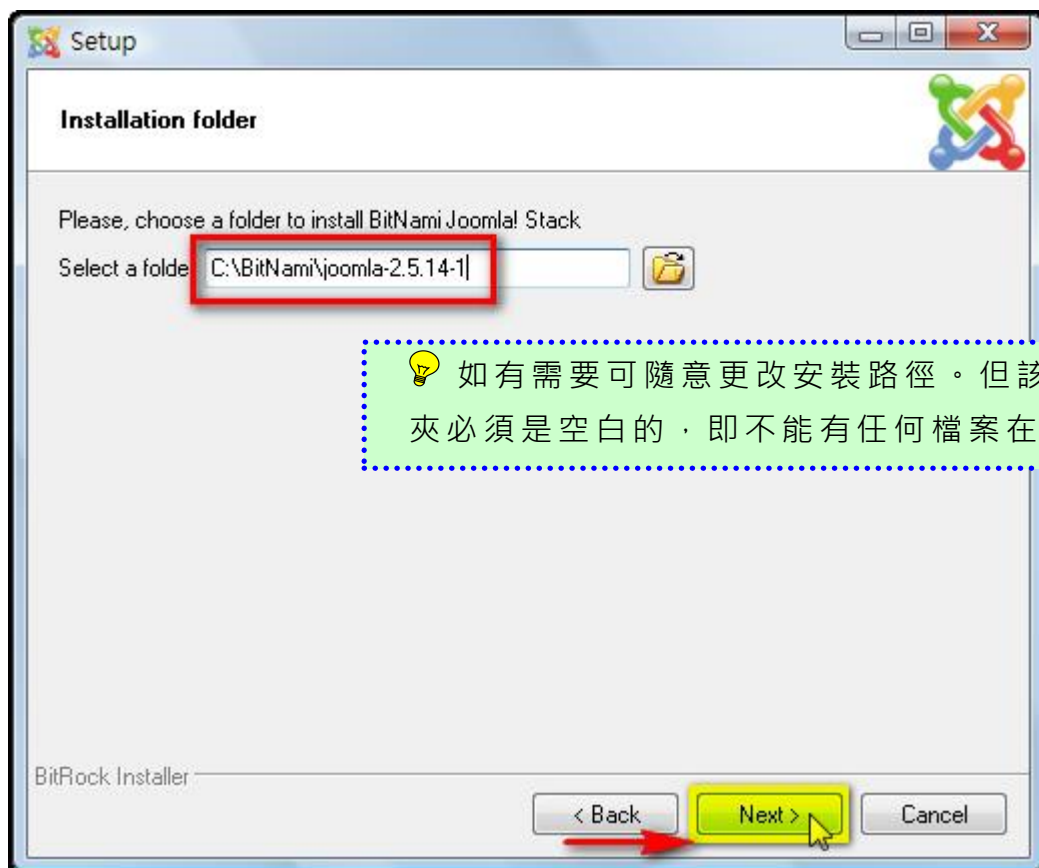 Setup
Installation folder
Please, choose a folder to install BitNami Joomla! Stack
Select a folde C:\BitNami\joomla-2.5.14-1
如有需要可隨意更改安裝路徑。但該
夾必須是空白的,即不能有任何檔案在
BitRock Installer
< Back Next > Cancel